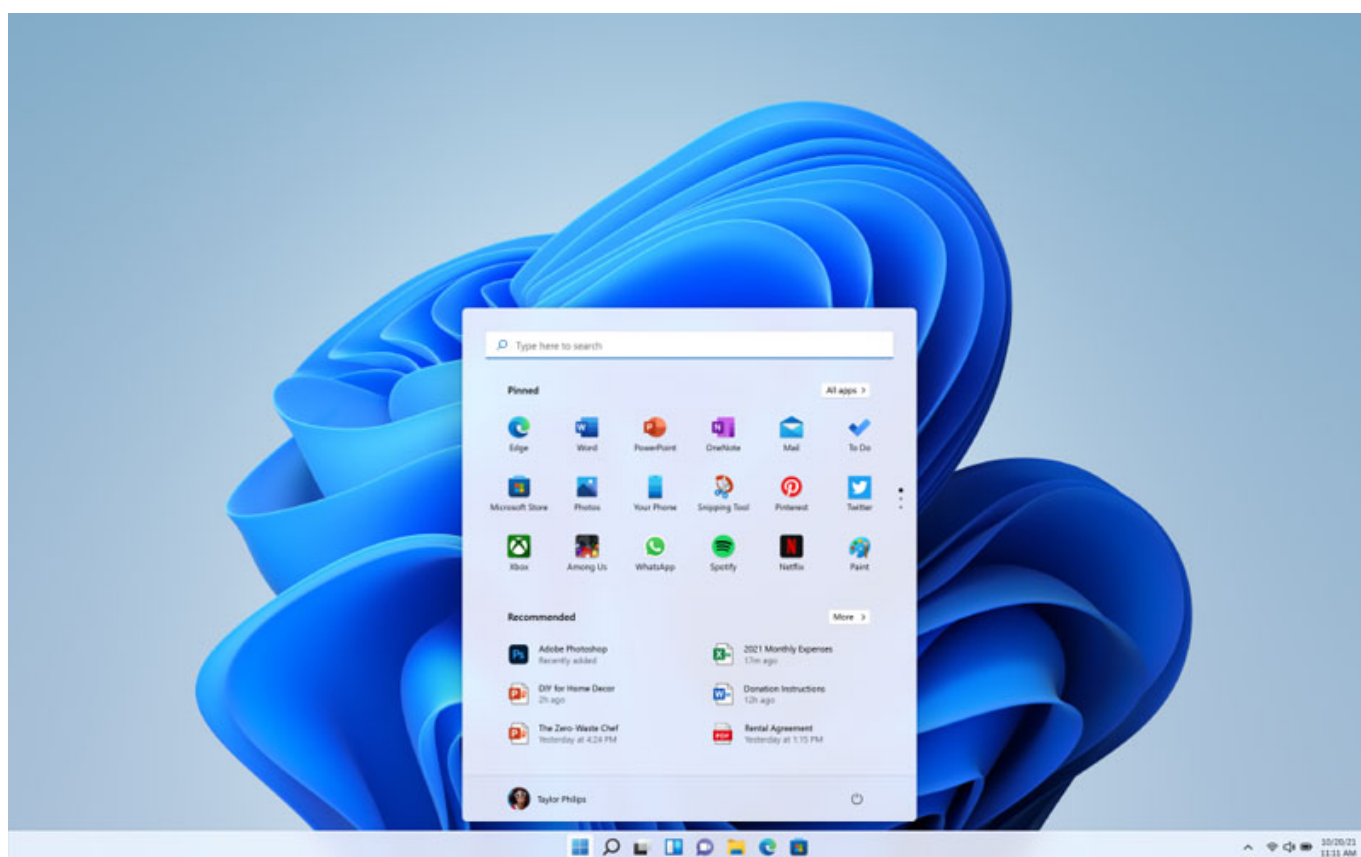 Type here to search
Pinned
All apps >
Edge
Word
PowerPoint
OneNote
Mail
To Do
Microsoft Store
Photos
Your Phone
Snipping Tool
Pinterest
Twitter
Xbox
Among Us
WhatsApp
Spotify
Netflix
Paint
Recommended
More >
Adobe Photoshop
Recently added
2021 Monthly Expenses
17m ago
DIY for Home Decor
2h ago
Donation Instructions
12h ago
The Zero-Waste Chef
Yesterday at 4:24 PM
Rental Agreement
Yesterday at 1:15 PM
Taylor Philips
10/20/21
11:11 AM